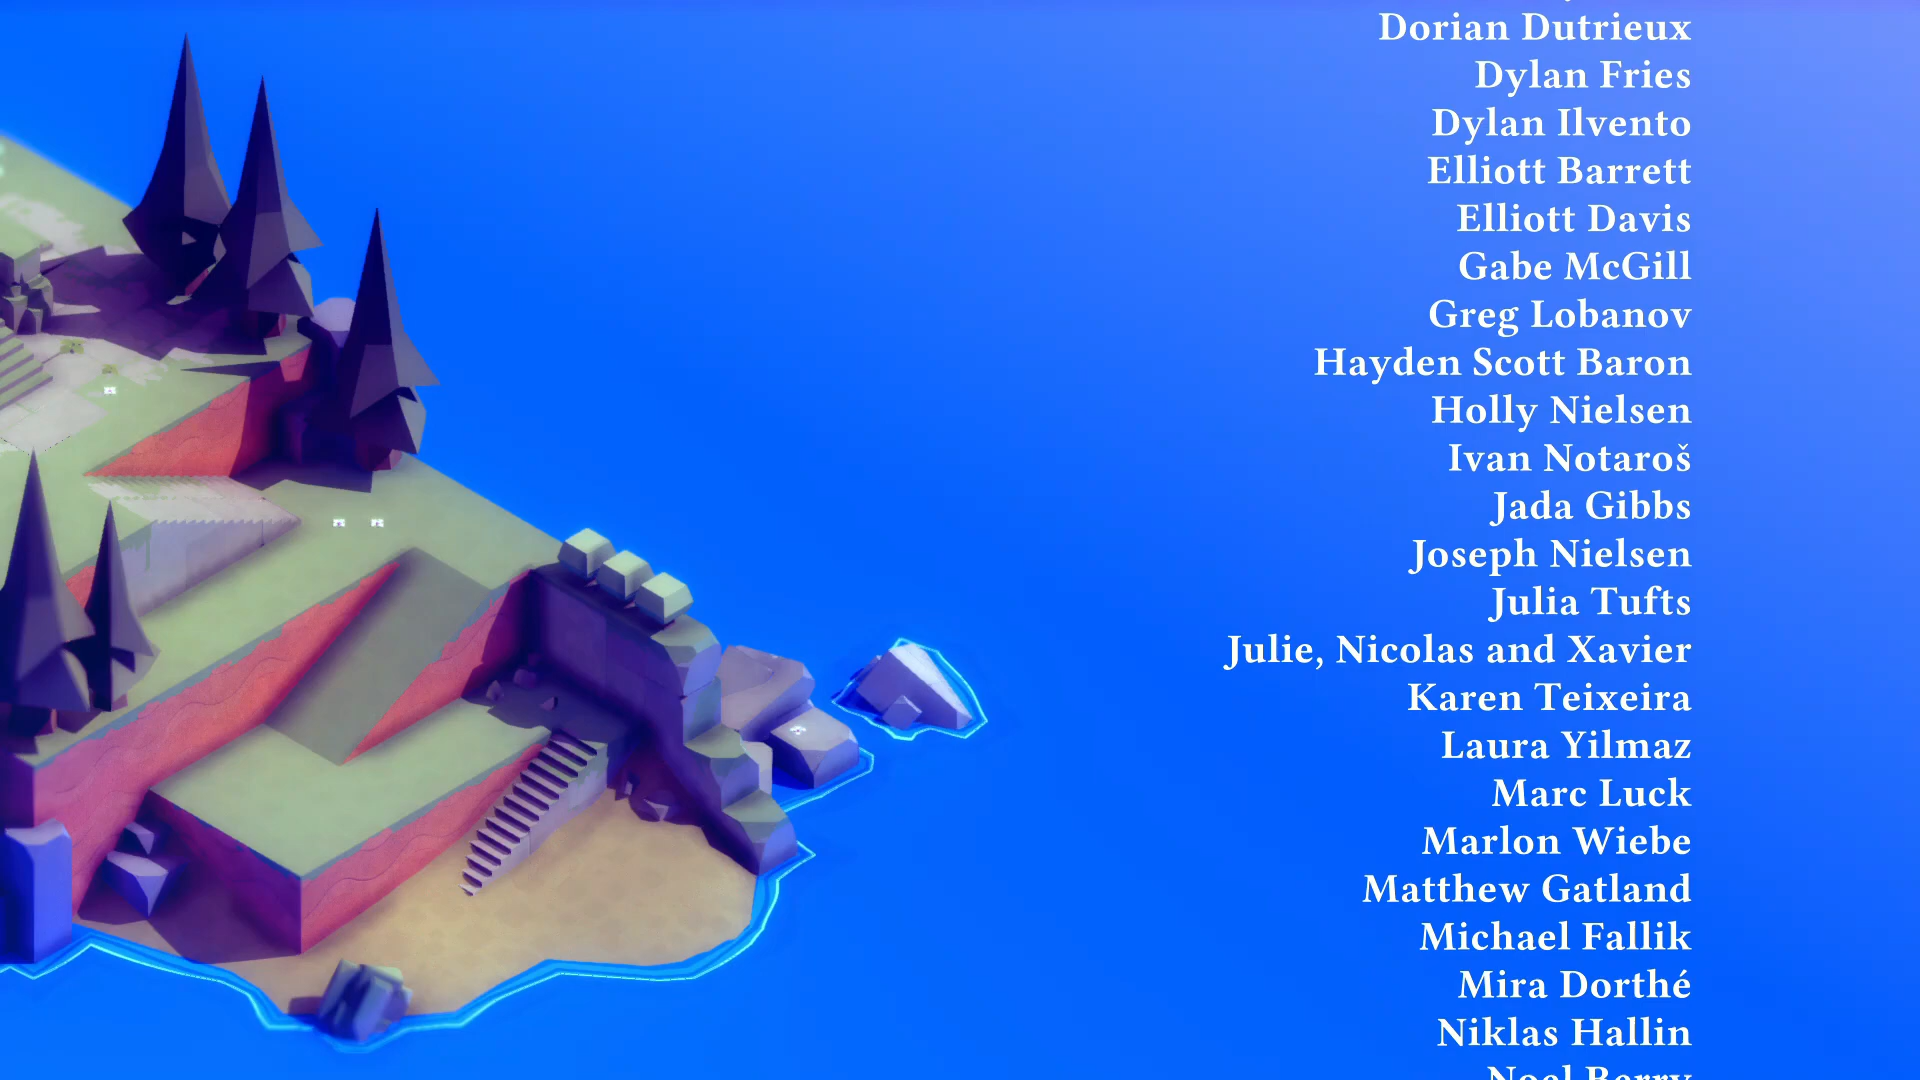 Dorian Dutrieux
Dylan Fries
Dylan Ilvento
Elliott Barrett
Elliott Davis
Gabe McGill
Greg Lobanov
Hayden Scott Baron
Holly Nielsen
Ivan Notaroš
Jada Gibbs
Joseph Nielsen
Julia Tufts
Julie, Nicolas and Xavier
Karen Teixeira
Laura Yilmaz
Marc Luck
Marlon Wiebe
Matthew Gatland
Michael Fallik
Mira Dorthé
Niklas Hallin
Noel Berry